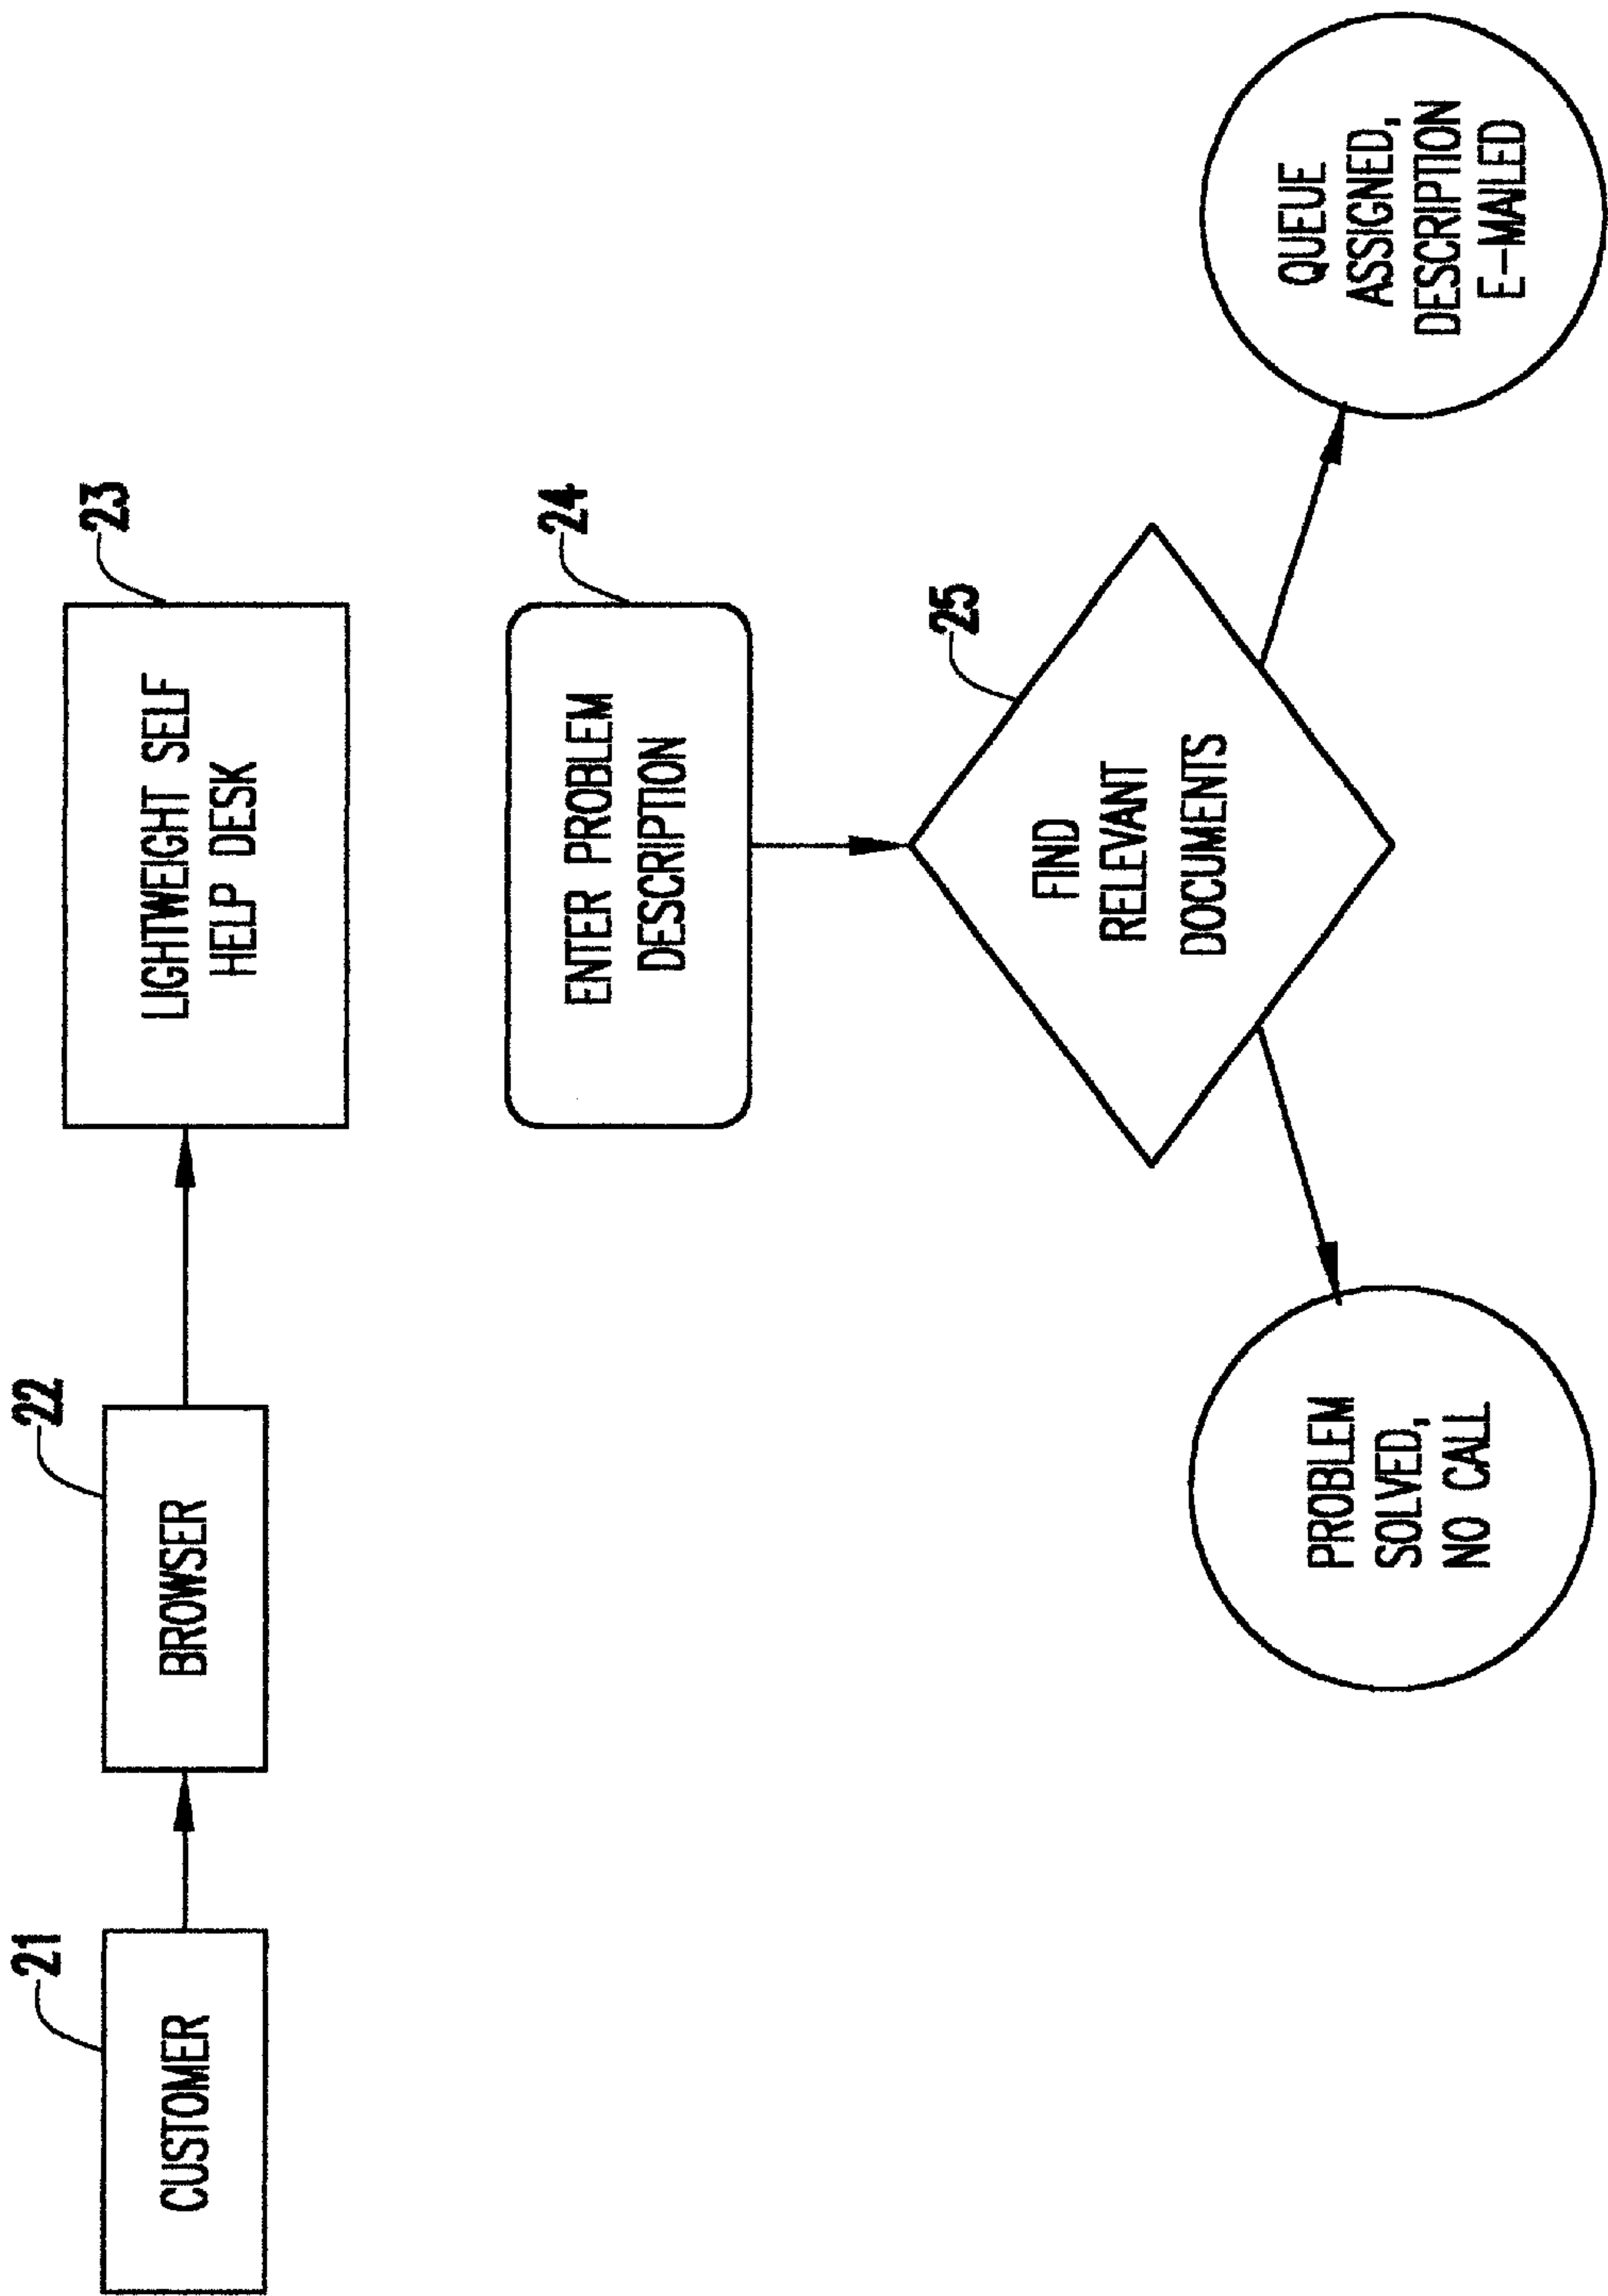 21
CUSTOMER
22
BROWSER
23
LIGHTWEIGHT SELF
HELP DESK
24
ENTER PROBLEM
DESCRIPTION
25
FIND
RELEVANT
DOCUMENTS
PROBLEM
SOLVED,
NO CALL
QUEUE
ASSIGNED,
DESCRIPTION
E-MAILED